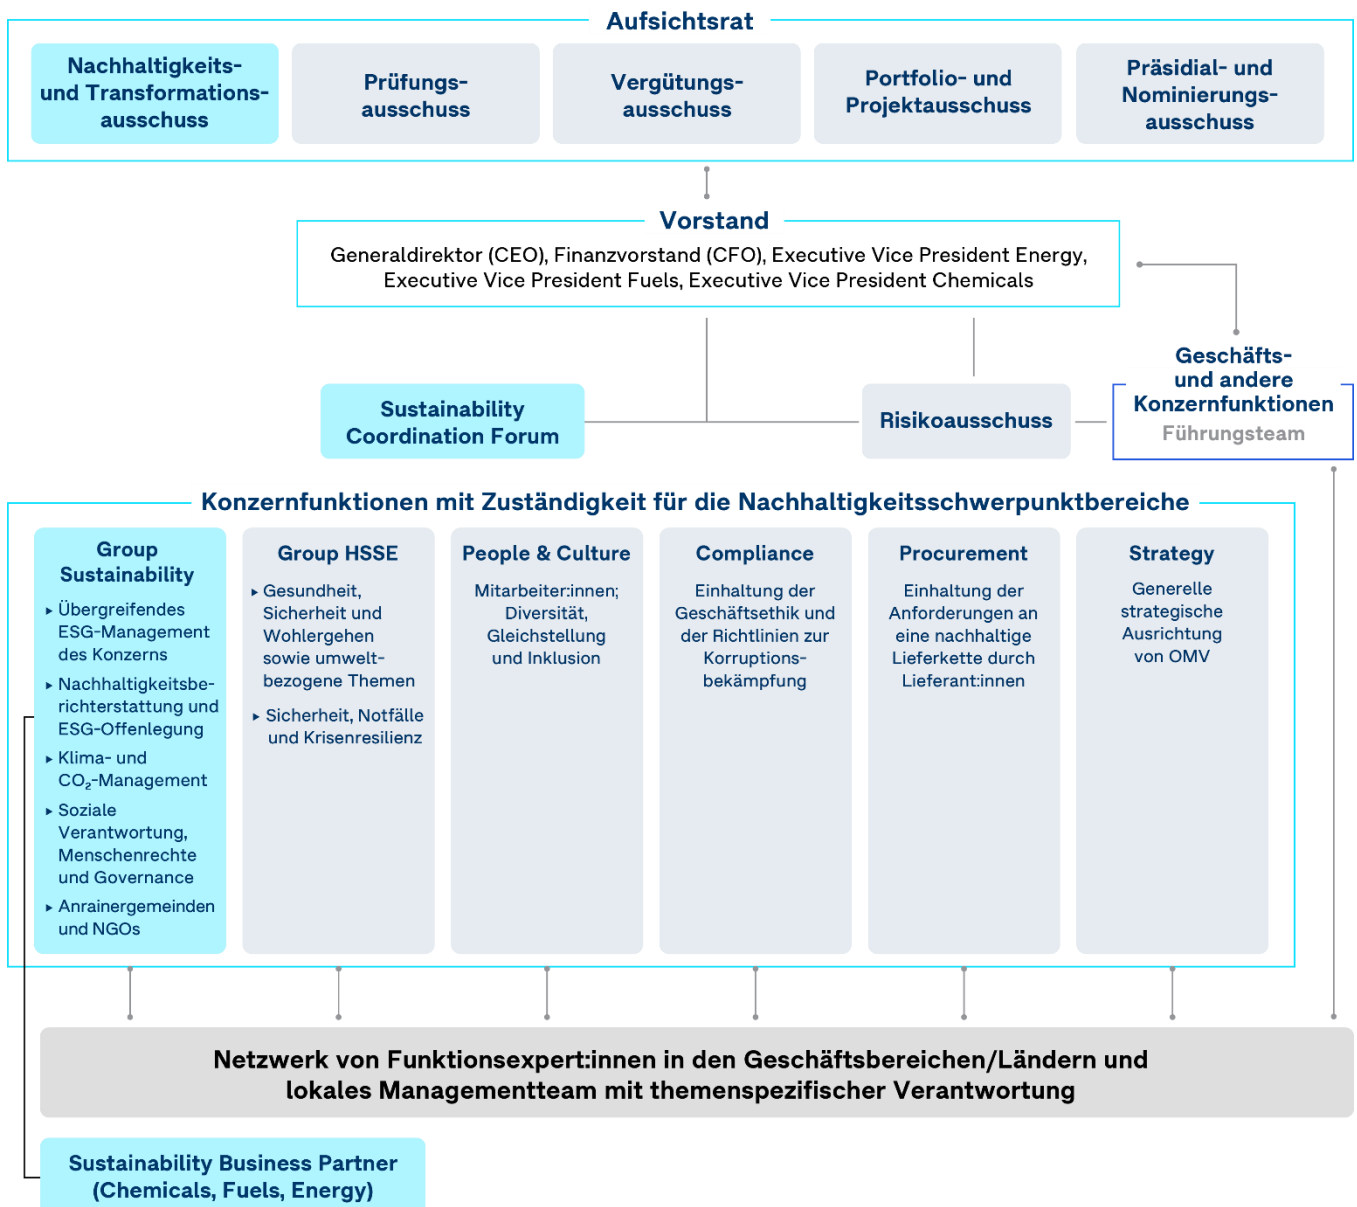 Aufsichtsrat
Nachhaltigkeits-
und Transformations-
ausschuss
Prüfungs-
ausschuss
Vergütungs-
ausschuss
Portfolio- und
Projektausschuss
Präsidial- und
Nominierungs-
ausschuss
Vorstand
Generaldirektor (CEO), Finanzvorstand (CFO), Executive Vice President Energy,
Executive Vice President Fuels, Executive Vice President Chemicals
Geschäfts-
und andere
Konzernfunktionen
Führungsteam
Sustainability
Coordination Forum
Risikoausschuss
Konzernfunktionen mit Zuständigkeit für die Nachhaltigkeitsschwerpunktbereiche
Group
Sustainability
▸ Übergreifendes
ESG-Management
des Konzerns
▸ Nachhaltigkeitsbe-
richterstattung und
ESG-Offenlegung
▸ Klima- und
CO₂-Management
▸ Soziale
Verantwortung,
Menschenrechte
und Governance
▸ Anrainergemeinden
und NGOs
Group HSSE
▸ Gesundheit,
Sicherheit und
Wohlergehen
sowie umwelt-
bezogene Themen
▸ Sicherheit, Notfälle
und Krisenresilienz
People & Culture
Mitarbeiter:innen;
Diversität,
Gleichstellung
und Inklusion
Compliance
Einhaltung der
Geschäftsethik und
der Richtlinien zur
Korruptions-
bekämpfung
Procurement
Einhaltung der
Anforderungen an
eine nachhaltige
Lieferkette durch
Lieferant:innen
Strategy
Generelle
strategische
Ausrichtung
von OMV
Netzwerk von Funktionsexpert:innen in den Geschäftsbereichen/Ländern und
lokales Managementteam mit themenspezifischer Verantwortung
Sustainability Business Partner
(Chemicals, Fuels, Energy)